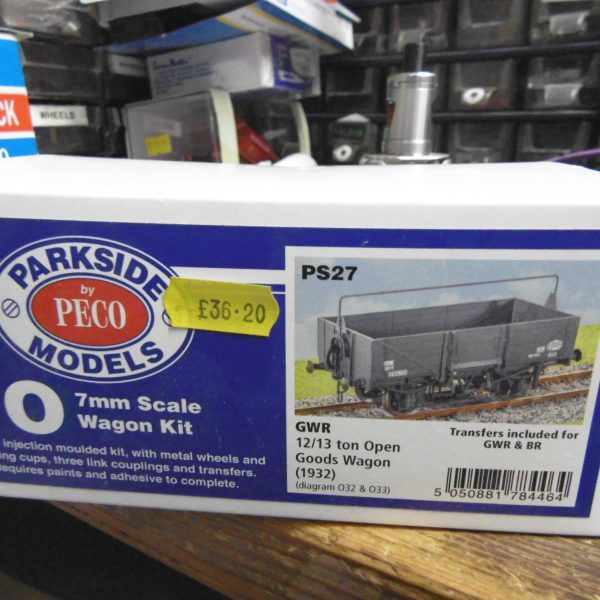 CK
WHEELS
PARKSIDE
by
PECO
MODELS
£36·20
O 7mm Scale
Wagon Kit
injection moulded kit, with metal wheels and
ing cups, three link couplings and transfers.
equires paints and adhesive to complete.
PS27
GWR
12/13 ton Open
Goods Wagon
(1932)
(diagram O32 & O33)
Transfers included for
GWR & BR
5 050881 784464